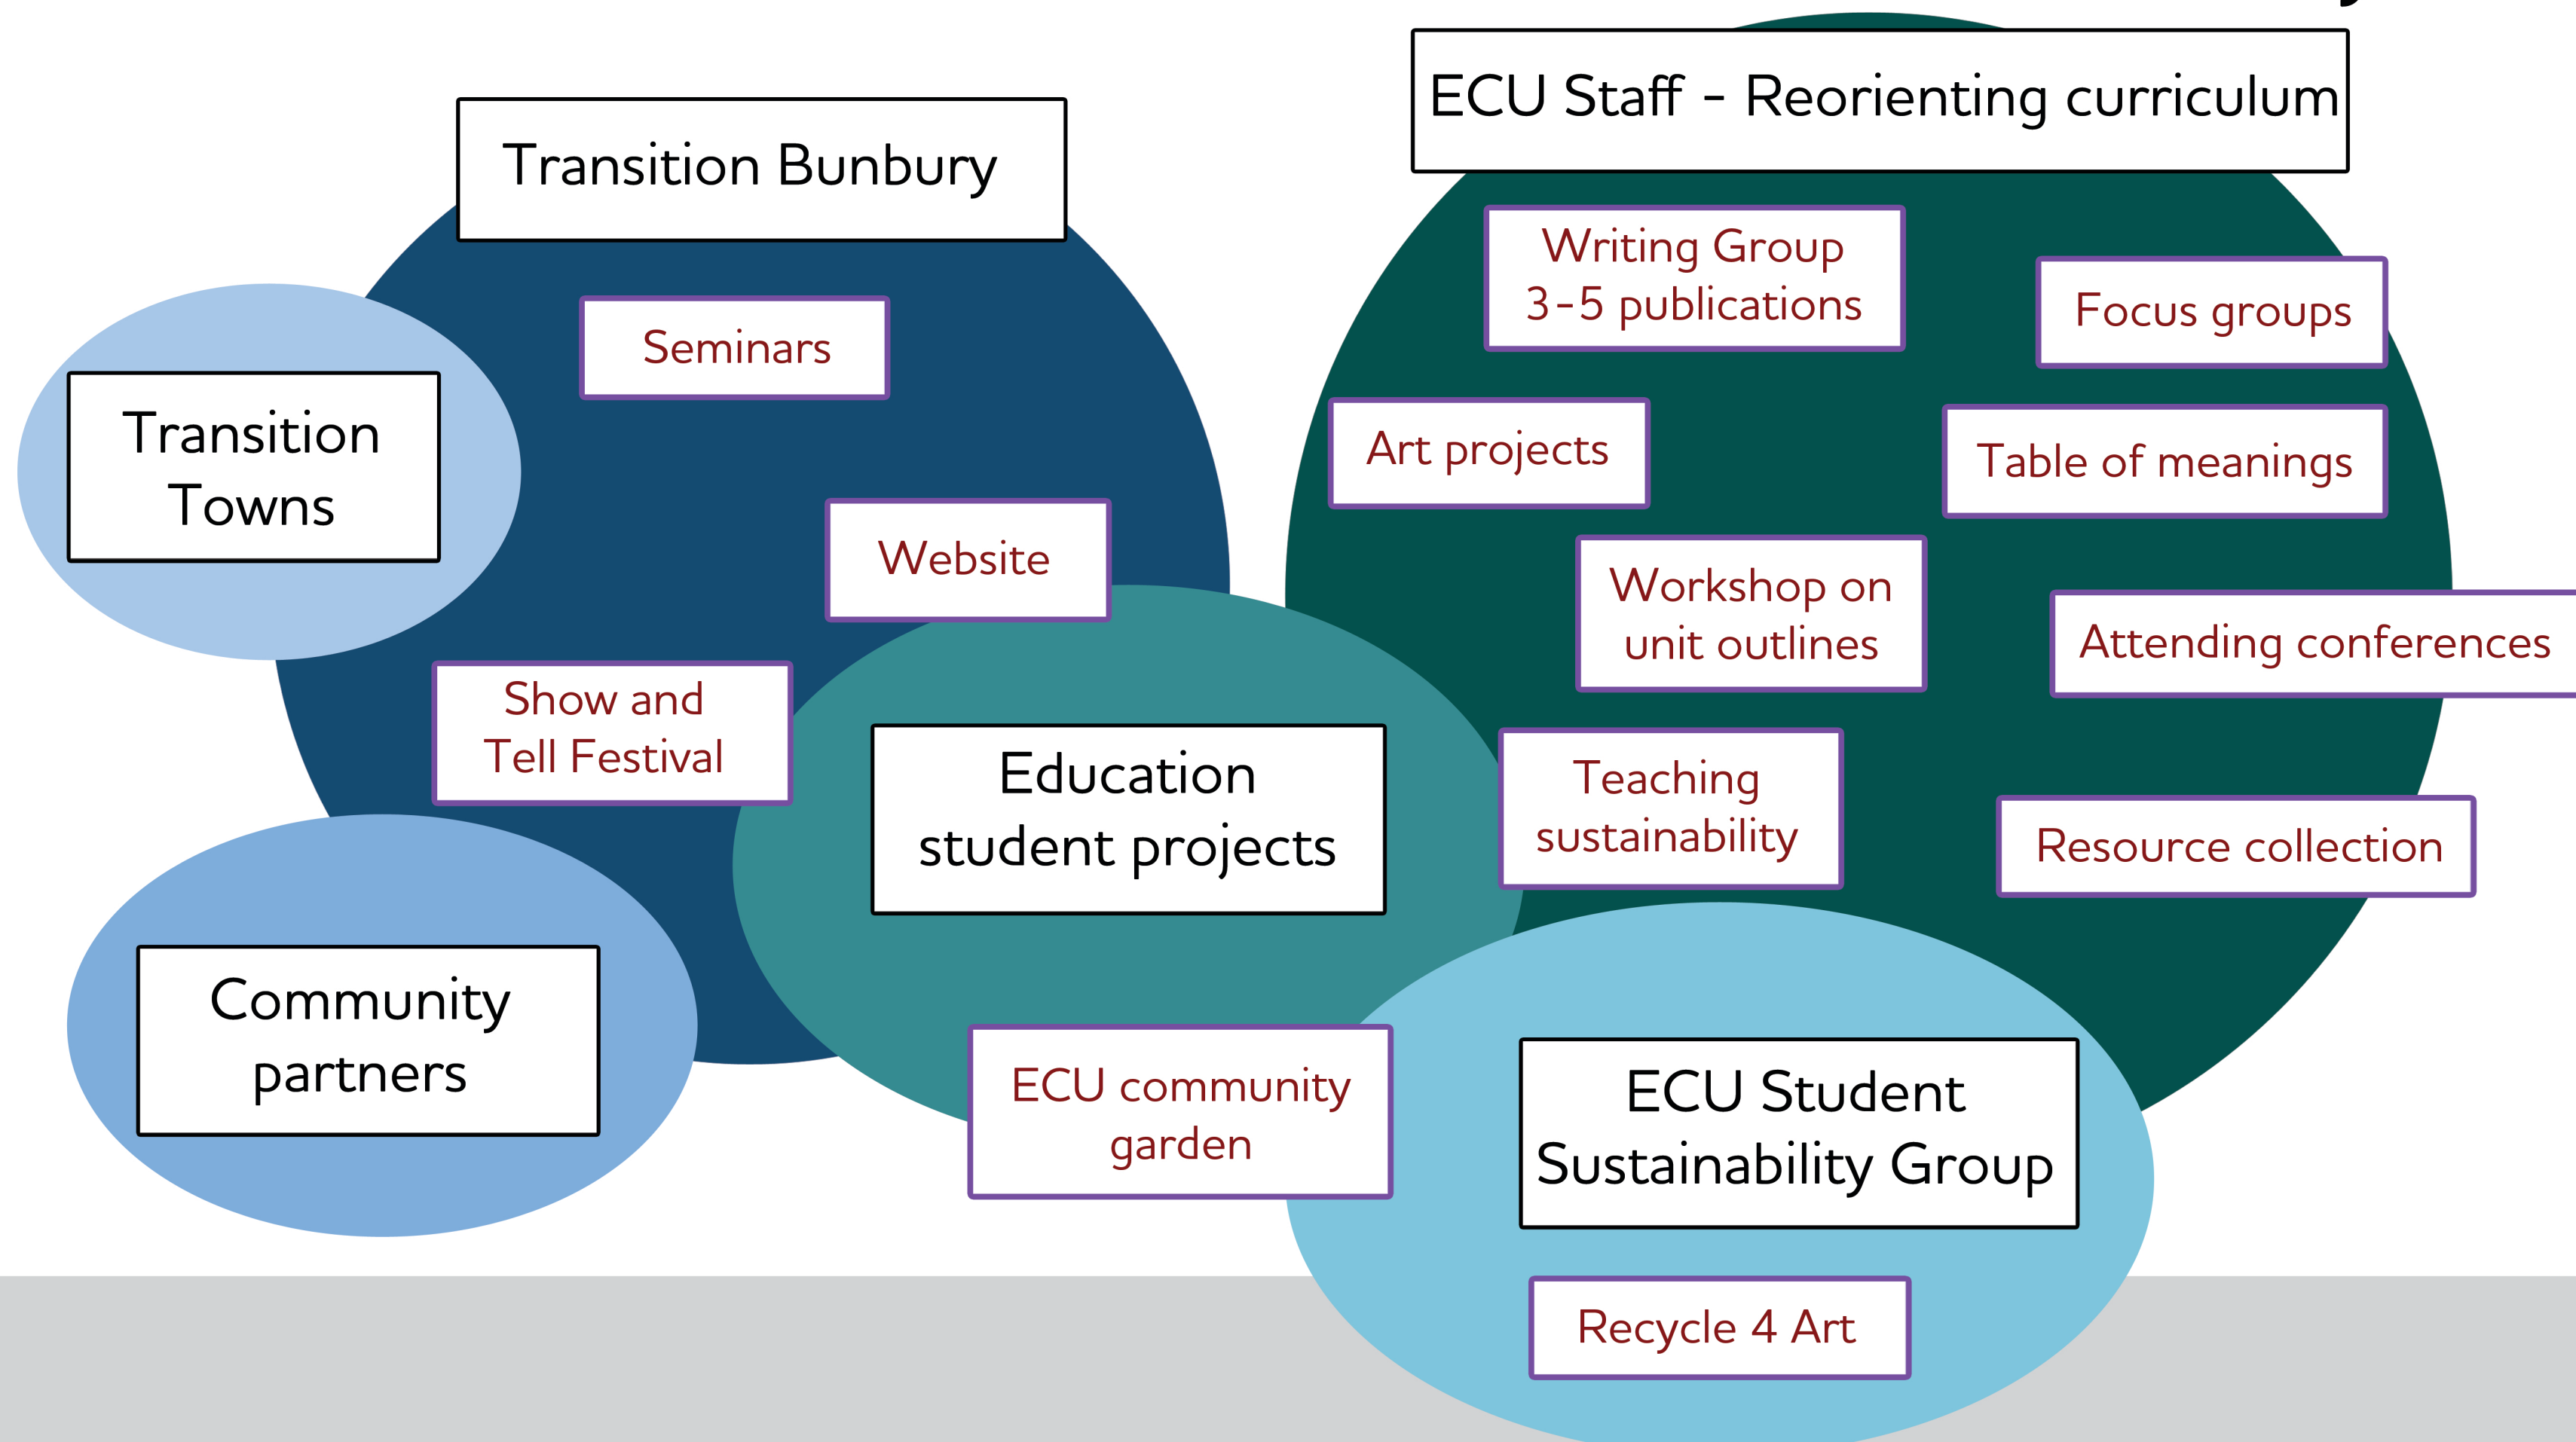 ECU Staff - Reorienting curriculum
Transition Bunbury
Writing Group
3-5 publications
Focus groups
Seminars
Transition
Towns
Art projects
Table of meanings
Website
Workshop on
unit outlines
Attending conferences
Show and
Tell Festival
Education
student projects
Teaching
sustainability
Resource collection
Community
partners
ECU community
garden
ECU Student
Sustainability Group
Recycle 4 Art